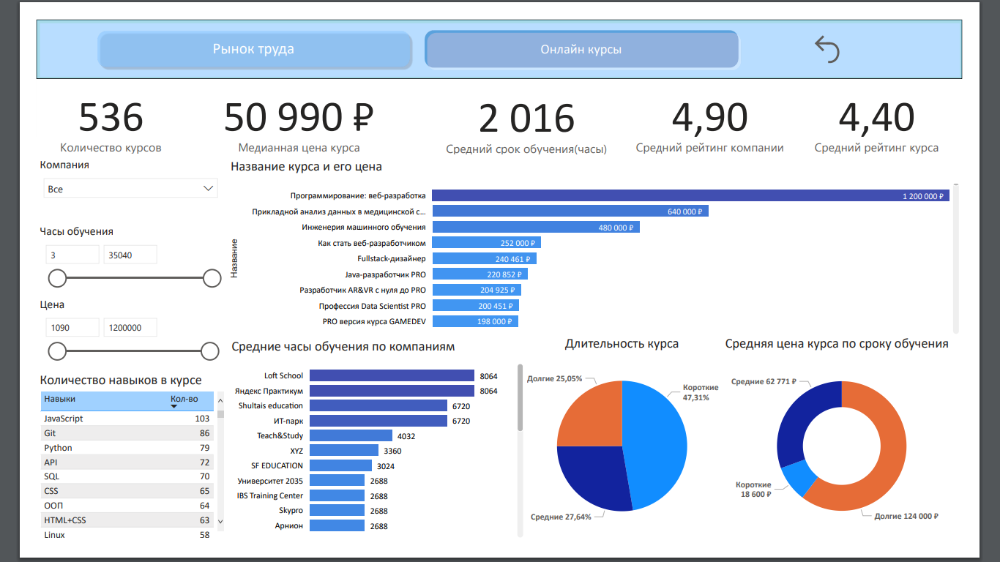 Рынок труда
Онлайн курсы
536
Количество курсов
50 990 ₽
Медианная цена курса
2 016
Средний срок обучения(часы)
4,90
Средний рейтинг компании
4,40
Средний рейтинг курса
Компания
Все
Часы обучения
3
35040
Цена
1090
1200000
Количество навыков в курсе
Навыки Кол-во
JavaScript 103
Git 86
Python 79
API 72
SQL 70
CSS 65
ООП 64
HTML+CSS 63
Linux 58
Название курса и его цена
Название
Программирование: веб-разработка 1 200 000 ₽
Прикладной анализ данных в медицинской с... 640 000 ₽
Инженерия машинного обучения 480 000 ₽
Как стать веб-разработчиком 252 000 ₽
Fullstack-дизайнер 240 461 ₽
Java-разработчик PRO 220 852 ₽
Разработчик AR&VR с нуля до PRO 204 925 ₽
Профессия Data Scientist PRO 200 451 ₽
PRO версия курса GAMEDEV 198 000 ₽
Средние часы обучения по компаниям
Loft School 8064
Яндекс Практикум 8064
Shultais education 6720
ИТ-парк 6720
Teach&Study 4032
XYZ 3360
SF EDUCATION 3024
Университет 2035 2688
IBS Training Center 2688
Skypro 2688
Арнион 2688
Длительность курса
Долгие 25,05%
Короткие
47,31%
Средние 27,64%
Средняя цена курса по сроку обучения
Средние 62 771 ₽
Короткие
18 600 ₽
Долгие 124 000 ₽